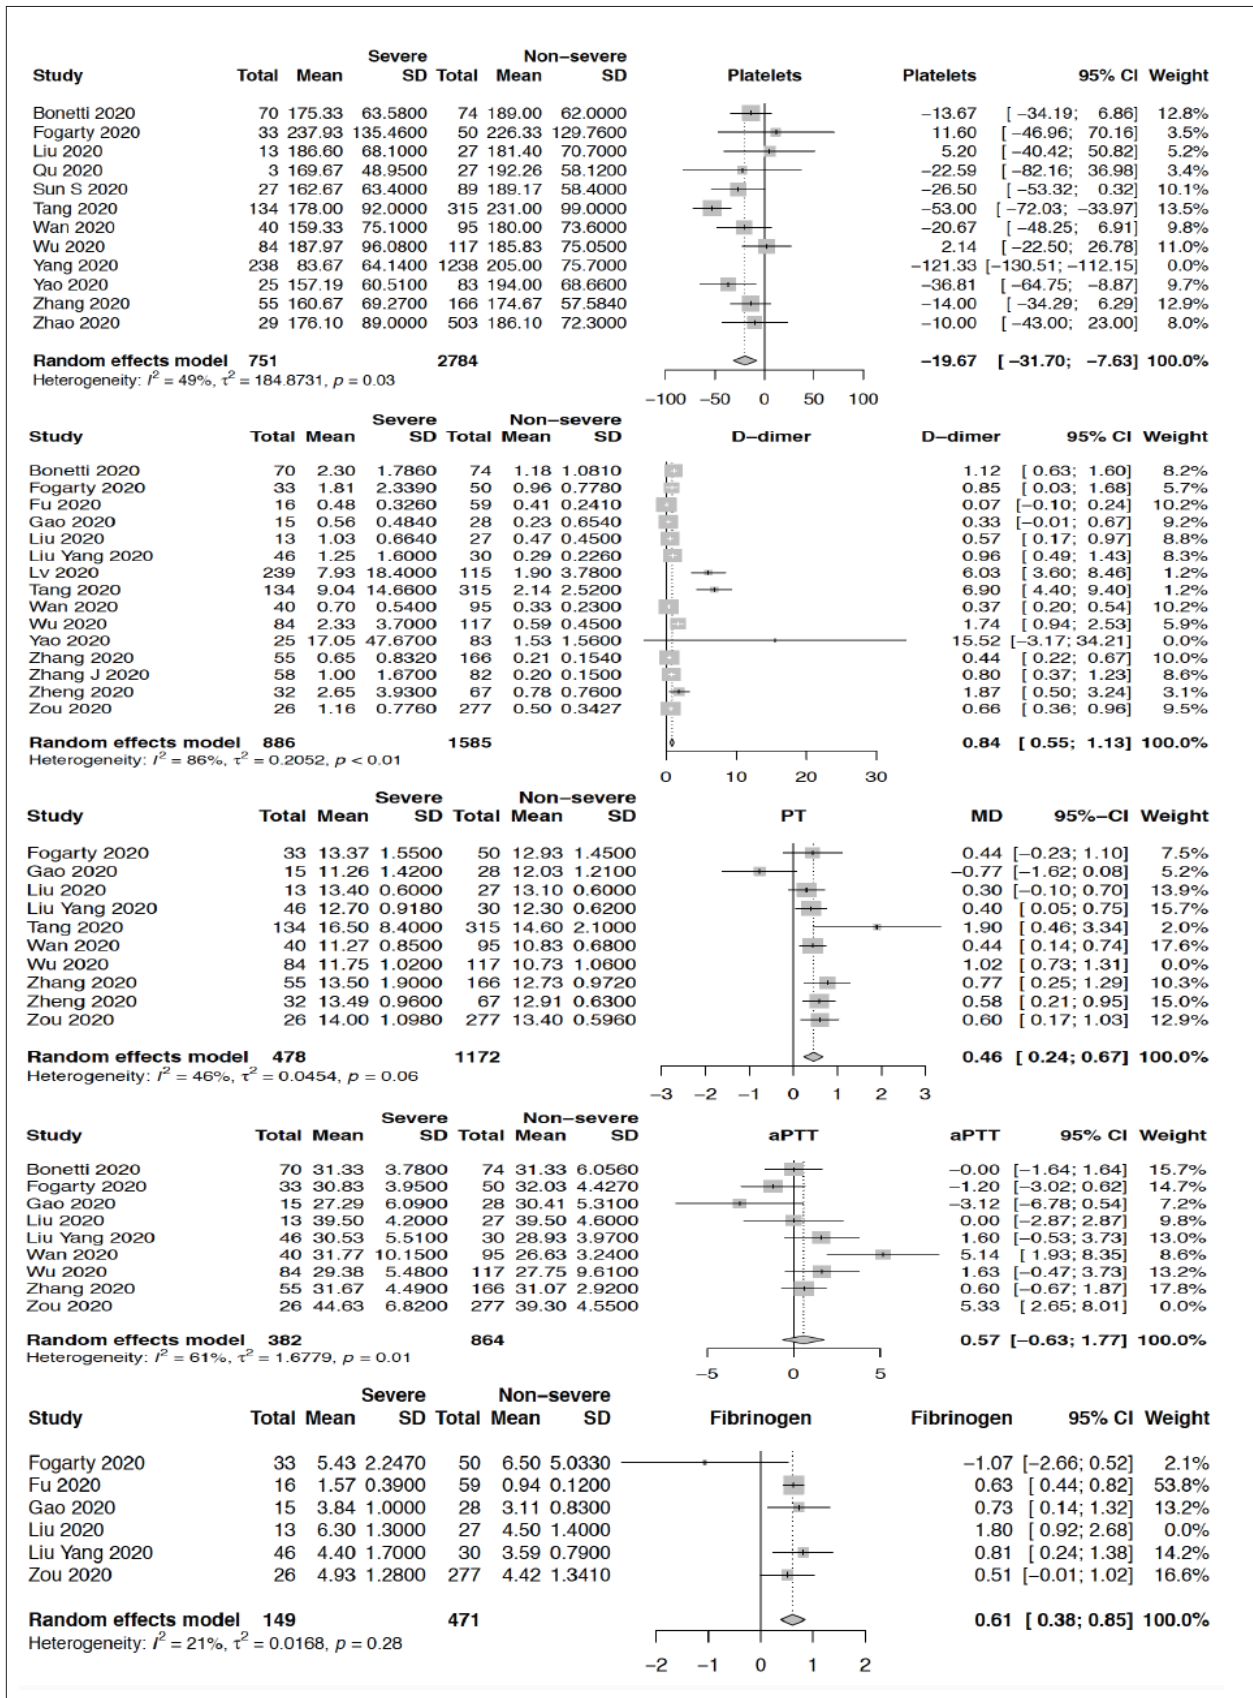 Severe Non−severe
Study Total Mean SD Total Mean SD Platelets Platelets 95% CI Weight
Bonetti 2020 70 175.33 63.5800 74 189.00 62.0000 −13.67 [ −34.19; 6.86] 12.8%
Fogarty 2020 33 237.93 135.4600 50 226.33 129.7600 11.60 [ −46.96; 70.16] 3.5%
Liu 2020 13 186.60 68.1000 27 181.40 70.7000 5.20 [ −40.42; 50.82] 5.2%
Qu 2020 3 169.67 48.9500 27 192.26 58.1200 −22.59 [ −82.16; 36.98] 3.4%
Sun S 2020 27 162.67 63.4000 89 189.17 58.4000 −26.50 [ −53.32; 0.32] 10.1%
Tang 2020 134 178.00 92.0000 315 231.00 99.0000 −53.00 [ −72.03; −33.97] 13.5%
Wan 2020 40 159.33 75.1000 95 180.00 73.6000 −20.67 [ −48.25; 6.91] 9.8%
Wu 2020 84 187.97 96.0800 117 185.83 75.0500 2.14 [ −22.50; 26.78] 11.0%
Yang 2020 238 83.67 64.1400 1238 205.00 75.7000 −121.33 [−130.51; −112.15] 0.0%
Yao 2020 25 157.19 60.5100 83 194.00 68.6600 −36.81 [ −64.75; −8.87] 9.7%
Zhang 2020 55 160.67 69.2700 166 174.67 57.5840 −14.00 [ −34.29; 6.29] 12.9%
Zhao 2020 29 176.10 89.0000 503 186.10 72.3000 −10.00 [ −43.00; 23.00] 8.0%
Random effects model 751 2784 −19.67 [ −31.70; −7.63] 100.0%
Heterogeneity: I² = 49%, τ² = 184.8731, p = 0.03
−100 −50 0 50 100
Severe Non−severe
Study Total Mean SD Total Mean SD D−dimer D−dimer 95% CI Weight
Bonetti 2020 70 2.30 1.7860 74 1.18 1.0810 1.12 [ 0.63; 1.60] 8.2%
Fogarty 2020 33 1.81 2.3390 50 0.96 0.7780 0.85 [ 0.03; 1.68] 5.7%
Fu 2020 16 0.48 0.3260 59 0.41 0.2410 0.07 [−0.10; 0.24] 10.2%
Gao 2020 15 0.56 0.4840 28 0.23 0.6540 0.33 [−0.01; 0.67] 9.2%
Liu 2020 13 1.03 0.6640 27 0.47 0.4500 0.57 [ 0.17; 0.97] 8.8%
Liu Yang 2020 46 1.25 1.6000 30 0.29 0.2260 0.96 [ 0.49; 1.43] 8.3%
Lv 2020 239 7.93 18.4000 115 1.90 3.7800 6.03 [ 3.60; 8.46] 1.2%
Tang 2020 134 9.04 14.6600 315 2.14 2.5200 6.90 [ 4.40; 9.40] 1.2%
Wan 2020 40 0.70 0.5400 95 0.33 0.2300 0.37 [ 0.20; 0.54] 10.2%
Wu 2020 84 2.33 3.7000 117 0.59 0.4500 1.74 [ 0.94; 2.53] 5.9%
Yao 2020 25 17.05 47.6700 83 1.53 1.5600 15.52 [−3.17; 34.21] 0.0%
Zhang 2020 55 0.65 0.8320 166 0.21 0.1540 0.44 [ 0.22; 0.67] 10.0%
Zhang J 2020 58 1.00 1.6700 82 0.20 0.1500 0.80 [ 0.37; 1.23] 8.6%
Zheng 2020 32 2.65 3.9300 67 0.78 0.7600 1.87 [ 0.50; 3.24] 3.1%
Zou 2020 26 1.16 0.7760 277 0.50 0.3427 0.66 [ 0.36; 0.96] 9.5%
Random effects model 886 1585 0.84 [ 0.55; 1.13] 100.0%
Heterogeneity: I² = 86%, τ² = 0.2052, p < 0.01
0 10 20 30
Severe Non−severe
Study Total Mean SD Total Mean SD PT MD 95%−CI Weight
Fogarty 2020 33 13.37 1.5500 50 12.93 1.4500 0.44 [−0.23; 1.10] 7.5%
Gao 2020 15 11.26 1.4200 28 12.03 1.2100 −0.77 [−1.62; 0.08] 5.2%
Liu 2020 13 13.40 0.6000 27 13.10 0.6000 0.30 [−0.10; 0.70] 13.9%
Liu Yang 2020 46 12.70 0.9180 30 12.30 0.6200 0.40 [ 0.05; 0.75] 15.7%
Tang 2020 134 16.50 8.4000 315 14.60 2.1000 1.90 [ 0.46; 3.34] 2.0%
Wan 2020 40 11.27 0.8500 95 10.83 0.6800 0.44 [ 0.14; 0.74] 17.6%
Wu 2020 84 11.75 1.0200 117 10.73 1.0600 1.02 [ 0.73; 1.31] 0.0%
Zhang 2020 55 13.50 1.9000 166 12.73 0.9720 0.77 [ 0.25; 1.29] 10.3%
Zheng 2020 32 13.49 0.9600 67 12.91 0.6300 0.58 [ 0.21; 0.95] 15.0%
Zou 2020 26 14.00 1.0980 277 13.40 0.5960 0.60 [ 0.17; 1.03] 12.9%
Random effects model 478 1172 0.46 [ 0.24; 0.67] 100.0%
Heterogeneity: I² = 46%, τ² = 0.0454, p = 0.06
−3 −2 −1 0 1 2 3
Severe Non−severe
Study Total Mean SD Total Mean SD aPTT aPTT 95% CI Weight
Bonetti 2020 70 31.33 3.7800 74 31.33 6.0560 −0.00 [−1.64; 1.64] 15.7%
Fogarty 2020 33 30.83 3.9500 50 32.03 4.4270 −1.20 [−3.02; 0.62] 14.7%
Gao 2020 15 27.29 6.0900 28 30.41 5.3100 −3.12 [−6.78; 0.54] 7.2%
Liu 2020 13 39.50 4.2000 27 39.50 4.6000 0.00 [−2.87; 2.87] 9.8%
Liu Yang 2020 46 30.53 5.5100 30 28.93 3.9700 1.60 [−0.53; 3.73] 13.0%
Wan 2020 40 31.77 10.1500 95 26.63 3.2400 5.14 [ 1.93; 8.35] 8.6%
Wu 2020 84 29.38 5.4800 117 27.75 9.6100 1.63 [−0.47; 3.73] 13.2%
Zhang 2020 55 31.67 4.4900 166 31.07 2.9200 0.60 [−0.67; 1.87] 17.8%
Zou 2020 26 44.63 6.8200 277 39.30 4.5500 5.33 [ 2.65; 8.01] 0.0%
Random effects model 382 864 0.57 [−0.63; 1.77] 100.0%
Heterogeneity: I² = 61%, τ² = 1.6779, p = 0.01
−5 0 5
Severe Non−severe
Study Total Mean SD Total Mean SD Fibrinogen Fibrinogen 95% CI Weight
Fogarty 2020 33 5.43 2.2470 50 6.50 5.0330 −1.07 [−2.66; 0.52] 2.1%
Fu 2020 16 1.57 0.3900 59 0.94 0.1200 0.63 [ 0.44; 0.82] 53.8%
Gao 2020 15 3.84 1.0000 28 3.11 0.8300 0.73 [ 0.14; 1.32] 13.2%
Liu 2020 13 6.30 1.3000 27 4.50 1.4000 1.80 [ 0.92; 2.68] 0.0%
Liu Yang 2020 46 4.40 1.7000 30 3.59 0.7900 0.81 [ 0.24; 1.38] 14.2%
Zou 2020 26 4.93 1.2800 277 4.42 1.3410 0.51 [−0.01; 1.02] 16.6%
Random effects model 149 471 0.61 [ 0.38; 0.85] 100.0%
Heterogeneity: I² = 21%, τ² = 0.0168, p = 0.28
−2 −1 0 1 2